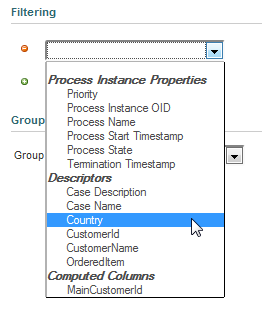 Filtering
Process Instance Properties
Priority
Process Instance OID
Process Name
Process Start Timestamp
Process State
Termination Timestamp
Descriptors
Case Description
Case Name
Country
CustomerId
CustomerName
OrderedItem
Computed Columns
MainCustomerId
Group
Group